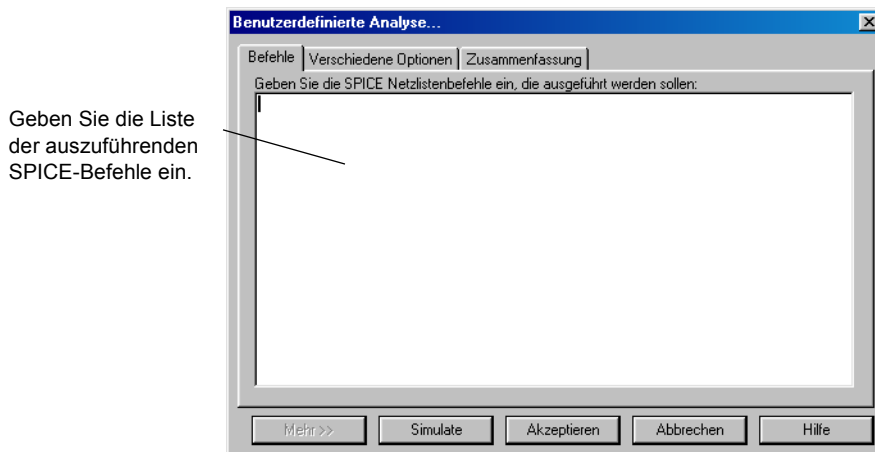 Benutzerdefinierte Analyse...
Befehle Verschiedene Optionen Zusammenfassung
Geben Sie die SPICE Netzlistenbefehle ein, die ausgeführt werden sollen:
Geben Sie die Liste
der auszuführenden
SPICE-Befehle ein.
Mehr >> Simulate Akzeptieren Abbrechen Hilfe